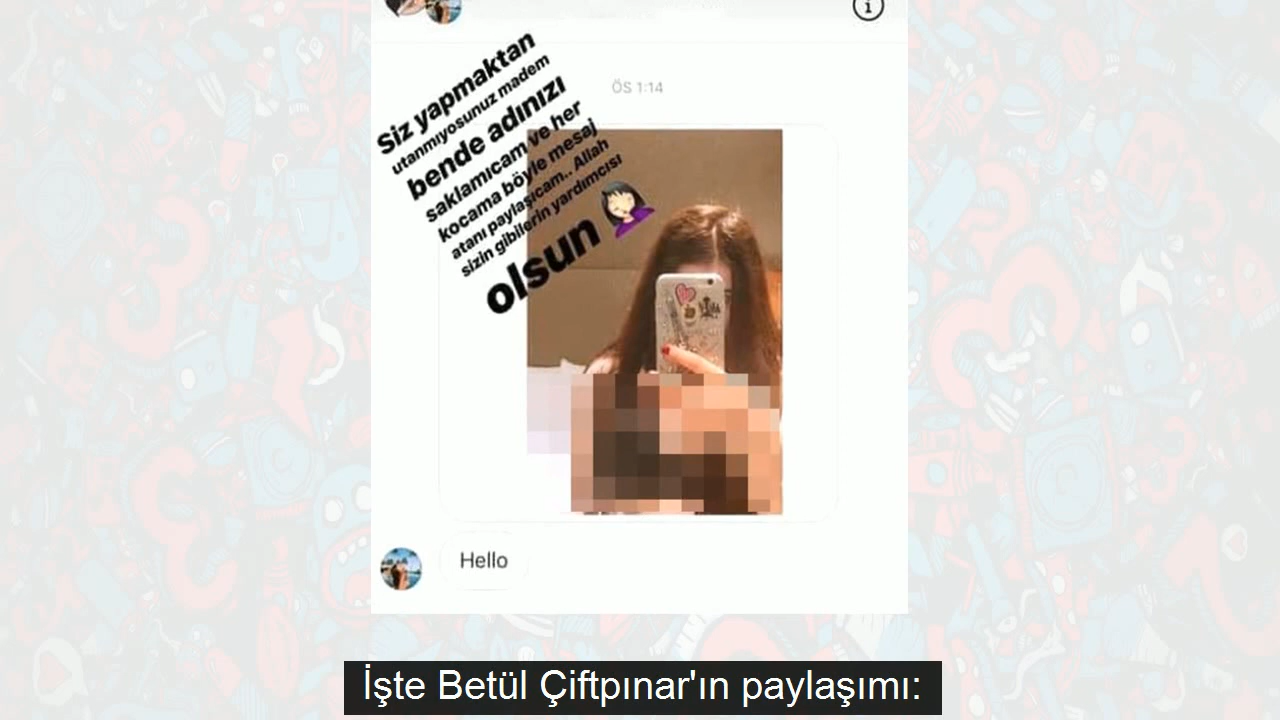 ÖS 1:14
Siz yapmaktan
utanmıyosunuz madem
bende adınızı
saklamıcam ve her
kocama böyle mesaj
atanı paylaşıcam.. Allah
sizin gibilerin yardımcısı
olsun
Hello
İşte Betül Çiftpınar'ın paylaşımı: